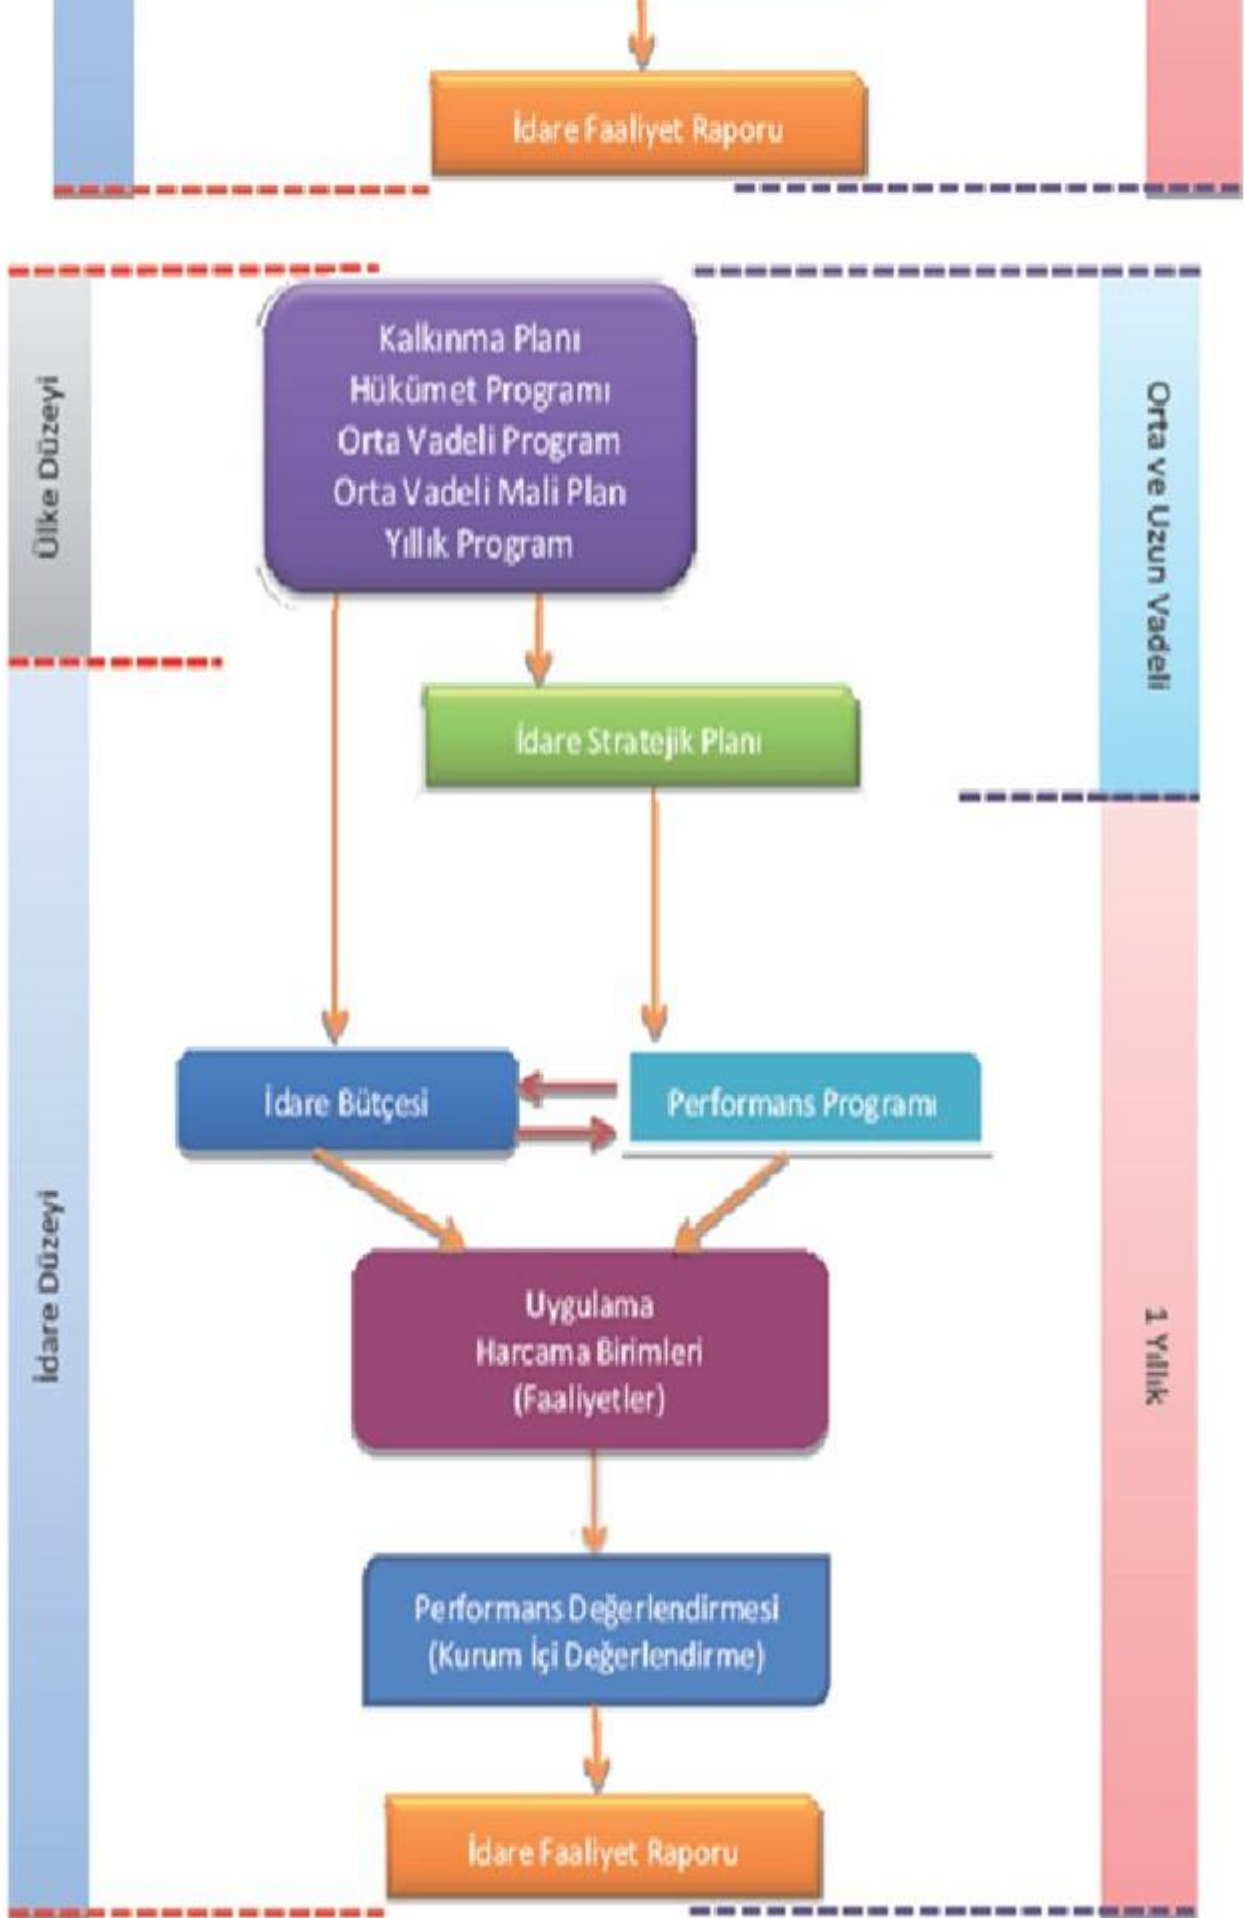 İdare Faaliyet Raporu
Ülke Düzeyi
Kalkınma Planı
Hükümet Programı
Orta Vadeli Program
Orta Vadeli Mali Plan
Yıllık Program
Orta ve Uzun Vadeli
İdare Stratejik Planı
İdare Düzeyi
İdare Bütçesi
Performans Programı
1 Yıllık
Uygulama
Harcama Birimleri
(Faaliyetler)
Performans Değerlendirmesi
(Kurum İçi Değerlendirme)
İdare Faaliyet Raporu